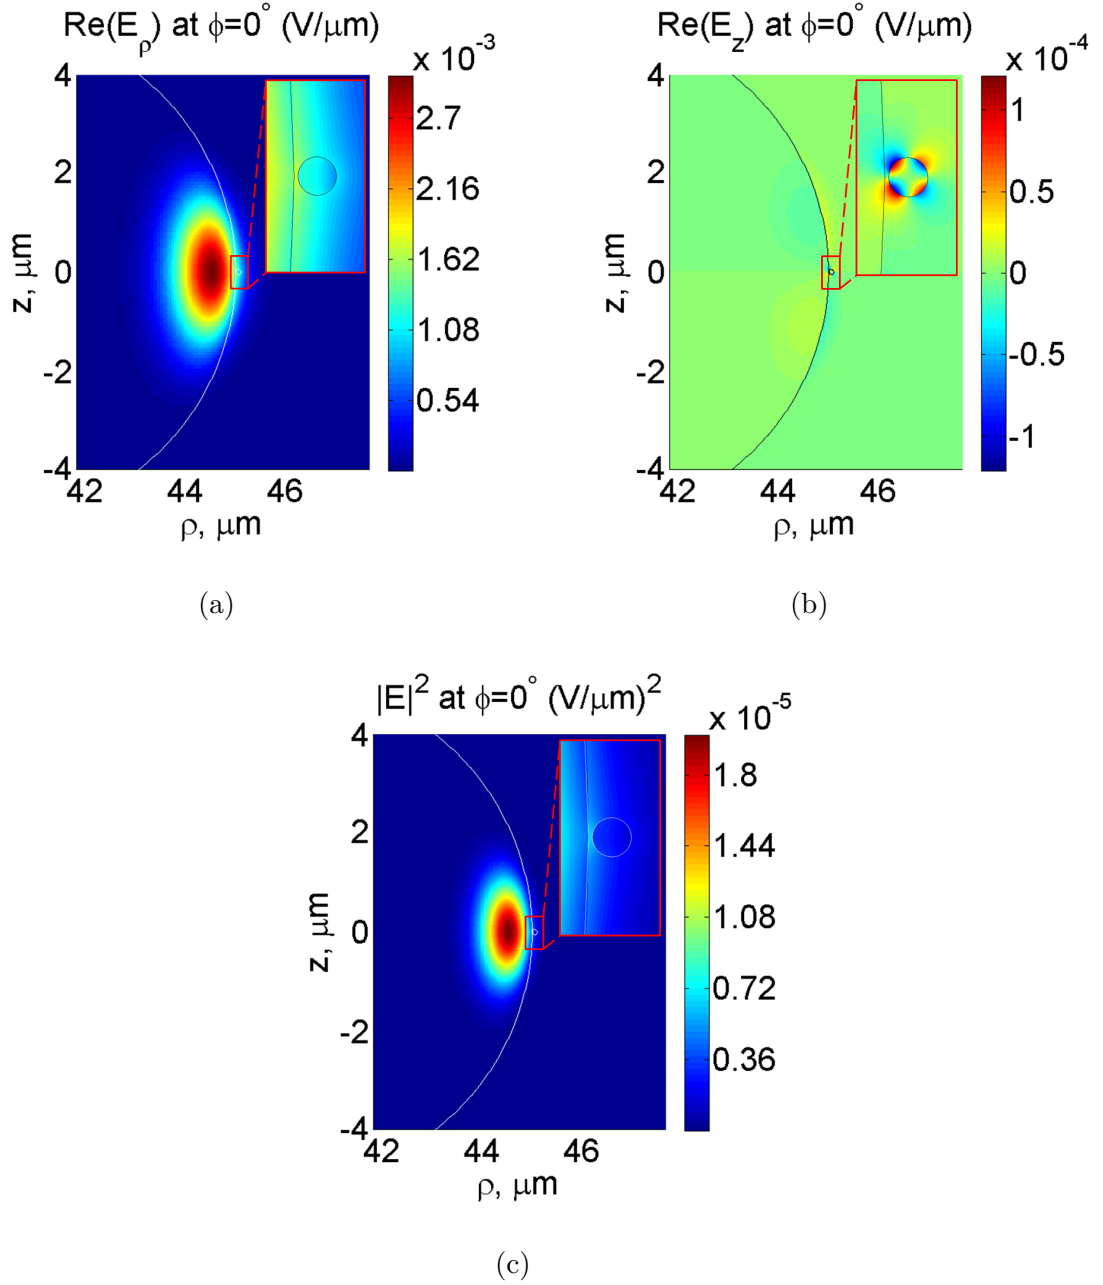 Re(E_ρ) at ϕ=0° (V/μm)
x 10^-3
4
2
0
-2
-4
z, μm
42 44 46
ρ, μm
2.7
2.16
1.62
1.08
0.54
(a)
Re(E_z) at ϕ=0° (V/μm)
x 10^-4
4
2
0
-2
-4
z, μm
42 44 46
ρ, μm
1
0.5
0
-0.5
-1
(b)
|E|^2 at ϕ=0° (V/μm)^2
x 10^-5
4
2
0
-2
-4
z, μm
42 44 46
ρ, μm
1.8
1.44
1.08
0.72
0.36
(c)